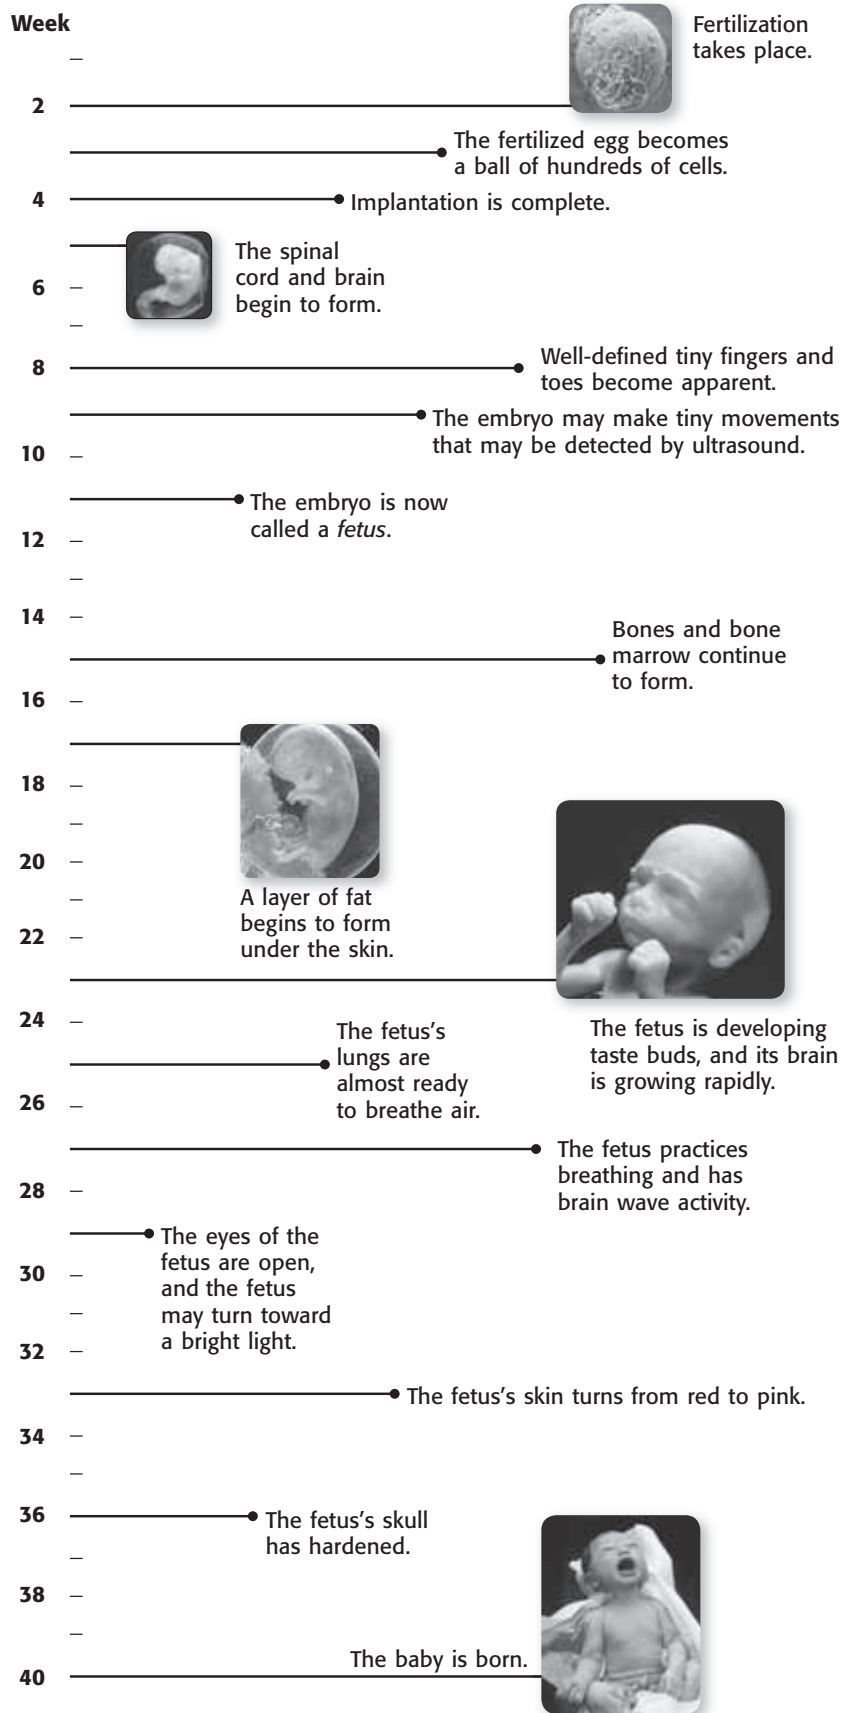 Week
Fertilization
takes place.
2
The fertilized egg becomes
a ball of hundreds of cells.
4
Implantation is complete.
The spinal
cord and brain
begin to form.
6
Well-defined tiny fingers and
toes become apparent.
8
The embryo may make tiny movements
that may be detected by ultrasound.
10
The embryo is now
called a fetus.
12
14
Bones and bone
marrow continue
to form.
16
18
20
A layer of fat
begins to form
under the skin.
22
24
The fetus is developing
taste buds, and its brain
is growing rapidly.
The fetus's
lungs are
almost ready
to breathe air.
26
The fetus practices
breathing and has
brain wave activity.
28
The eyes of the
fetus are open,
and the fetus
may turn toward
a bright light.
30
32
The fetus's skin turns from red to pink.
34
36
The fetus's skull
has hardened.
38
The baby is born.
40